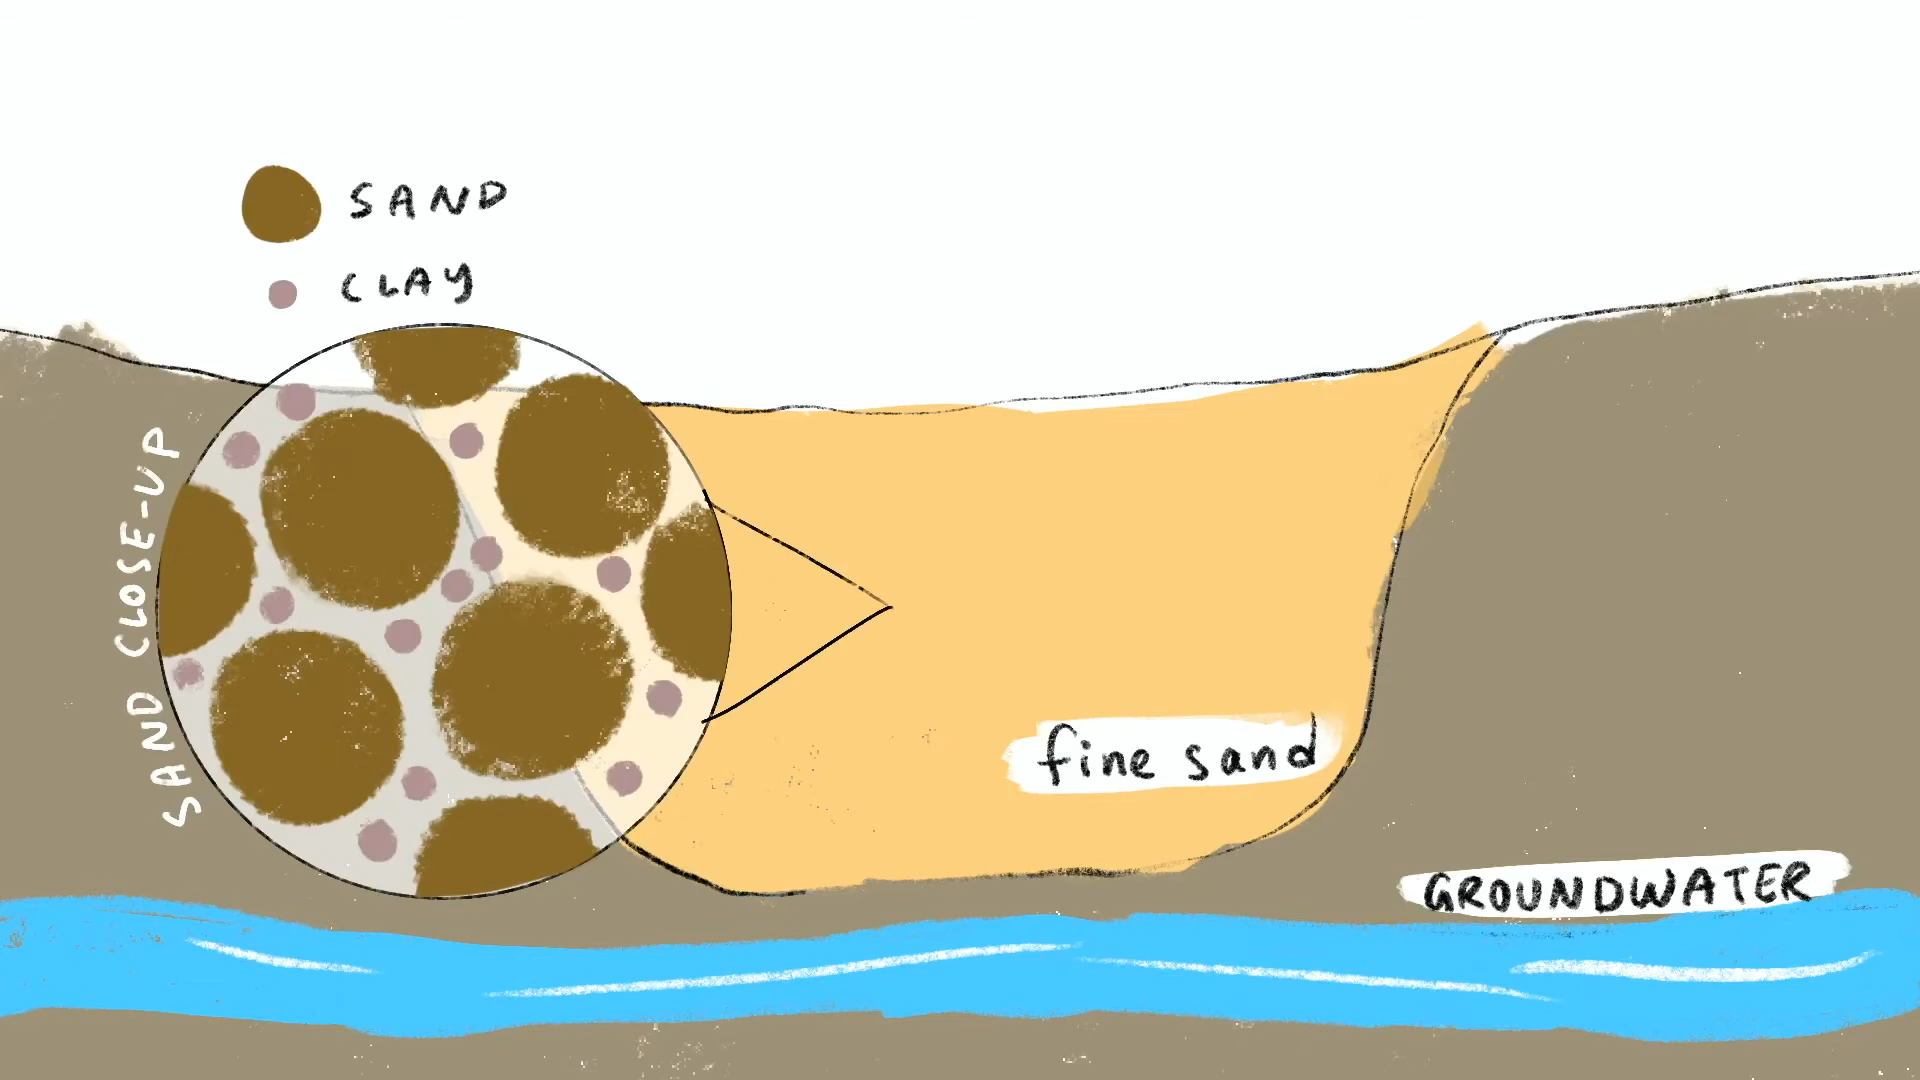 SAND
CLAY
SAND CLOSE-UP
fine sand
GROUNDWATER